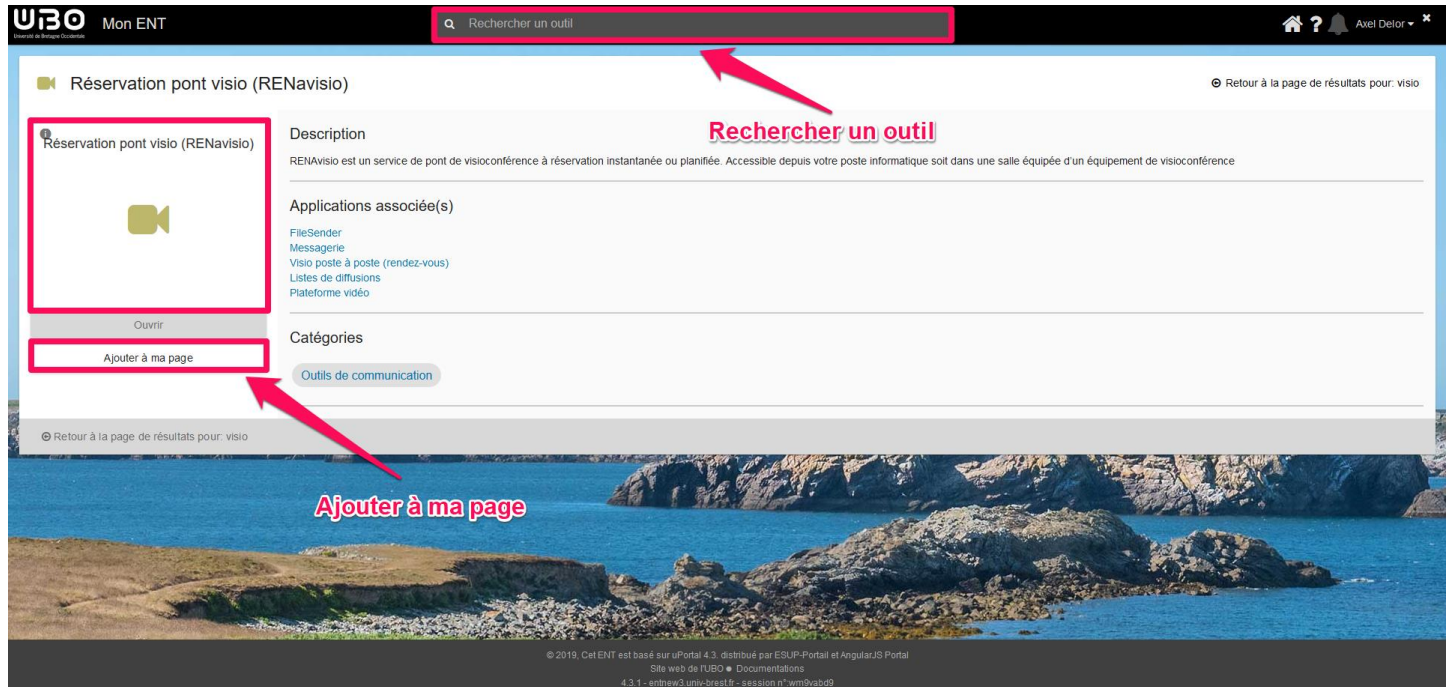 UBO
Université de Bretagne Occidentale
Mon ENT
Rechercher un outil
?
Axel Delor
Réservation pont visio (RENavisio)
Retour à la page de résultats pour: visio
Réservation pont visio (RENavisio)
Rechercher un outil
Description
RENAvisio est un service de pont de visioconférence à réservation instantanée ou planifiée. Accessible depuis votre poste informatique soit dans une salle équipée d'un équipement de visioconférence
Applications associée(s)
FileSender
Messagerie
Visio poste à poste (rendez-vous)
Listes de diffusions
Plateforme vidéo
Ouvrir
Ajouter à ma page
Catégories
Outils de communication
Retour à la page de résultats pour: visio
Ajouter à ma page
© 2019, Cet ENT est basé sur uPortal 4.3. distribué par ESUP-Portail et AngularJS Portal
Site web de l'UBO Documentations
4.3.1 - entnew3.univ-brest.fr - session n°:wm9vabd9